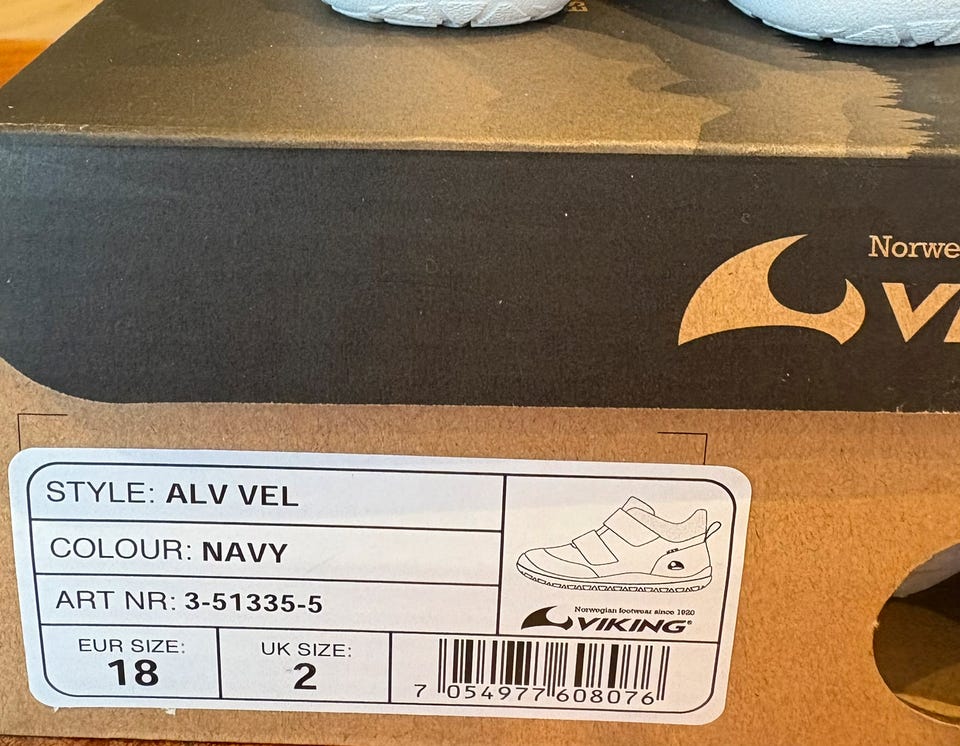 Norwe
STYLE: ALV VEL
COLOUR: NAVY
ART NR: 3-51335-5
Norwegian footwear since 1920
VIKING®
EUR SIZE:
18
UK SIZE:
2
7 054977 608076